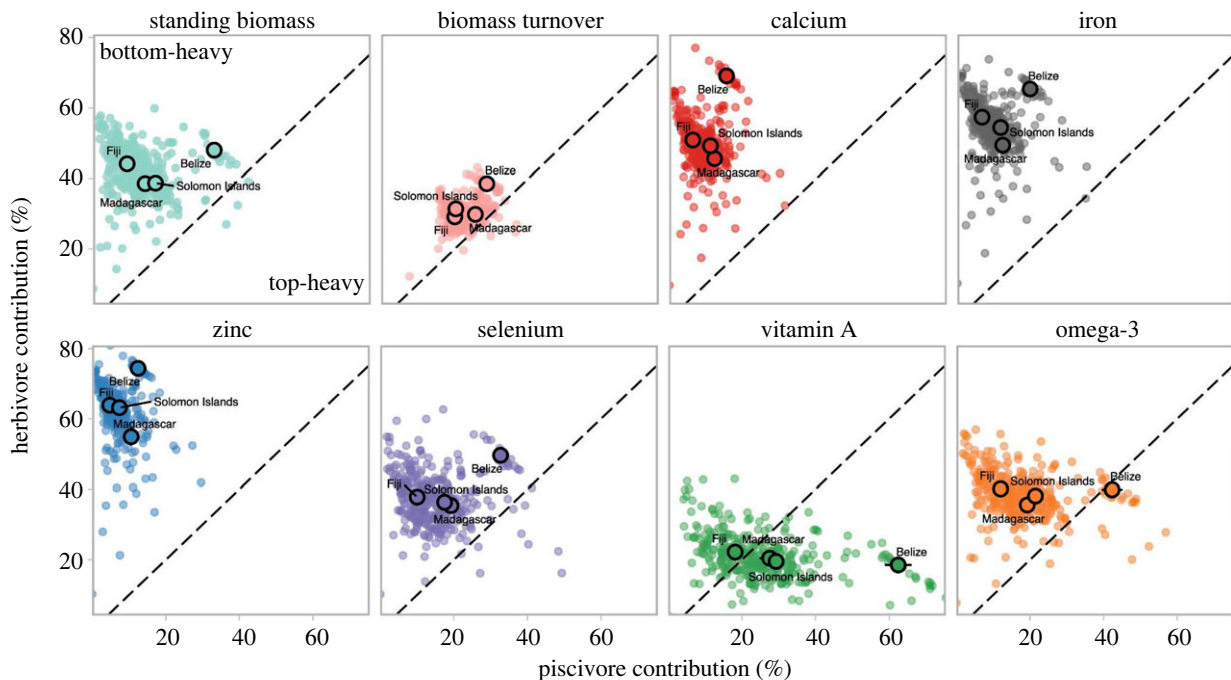 standing biomass
biomass turnover
calcium
iron
80
60
40
20
bottom-heavy
top-heavy
Fiji
Belize
Solomon Islands
Madagascar
Belize
Solomon Islands
Fiji
Madagascar
Belize
Fiji
Solomon Islands
Madagascar
Belize
Fiji
Solomon Islands
Madagascar
herbivore contribution (%)
zinc
selenium
vitamin A
omega-3
80
60
40
20
Belize
Fiji
Solomon Islands
Madagascar
Belize
Fiji
Solomon Islands
Madagascar
Fiji
Madagascar
Solomon Islands
Belize
Fiji
Solomon Islands
Belize
Madagascar
20 40 60
20 40 60
20 40 60
20 40 60
piscivore contribution (%)